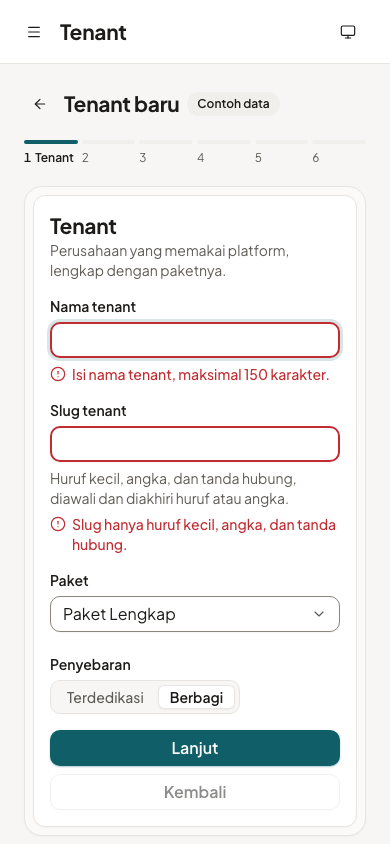 Tenant
Tenant baru
Contoh data
1 Tenant 2 3 4 5 6
Tenant
Perusahaan yang memakai platform,
lengkap dengan paketnya.
Nama tenant
Isi nama tenant, maksimal 150 karakter.
Slug tenant
Huruf kecil, angka, dan tanda hubung,
diawali dan diakhiri huruf atau angka.
Slug hanya huruf kecil, angka, dan tanda
hubung.
Paket
Paket Lengkap
Penyebaran
Terdedikasi Berbagi
Lanjut
Kembali